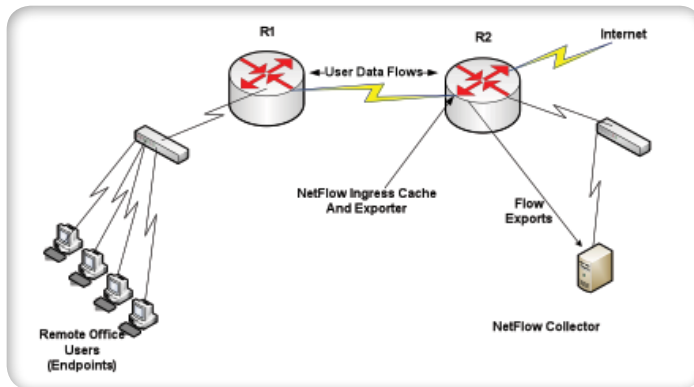 R1
R2
Internet
User Data Flows
NetFlow Ingress Cache
And Exporter
Flow
Exports
Remote Office
Users
(Endpoints)
NetFlow Collector